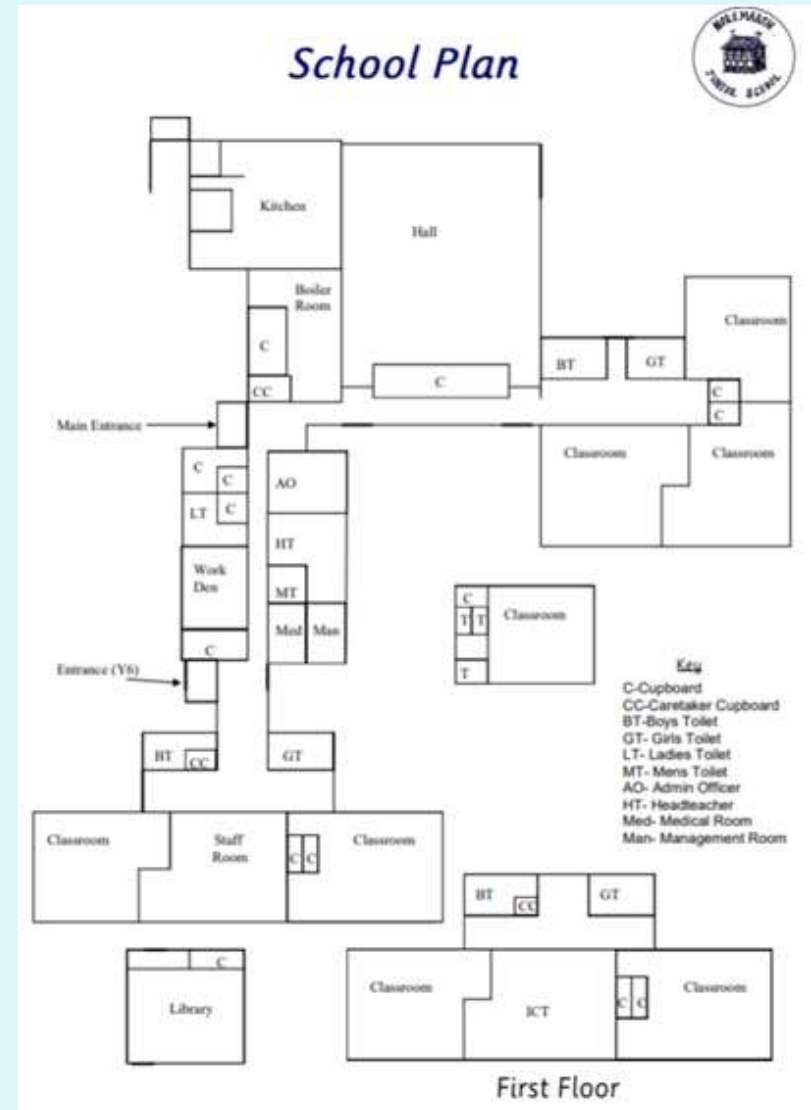 School Plan
JUNIOR SCHOOL
Kitchen
Hall
Boiler
Room
Classroom
C
BT
GT
C
CC
C
C
Main Entrance
C
C
AO
Classroom
Classroom
LT
C
HT
Work
Den
MT
C
Classroom
T
T
Med
Man
C
T
Entrance (Y6)
Key
C-Cupboard
CC-Caretaker Cupboard
BT-Boys Toilet
GT- Girls Toilet
LT- Ladies Toilet
MT- Mens Toilet
AO- Admin Officer
HT- Headteacher
Med- Medical Room
Man- Management Room
BT
CC
GT
Classroom
Staff
Room
C
C
Classroom
BT
CC
GT
C
Library
Classroom
ICT
C
C
Classroom
First Floor